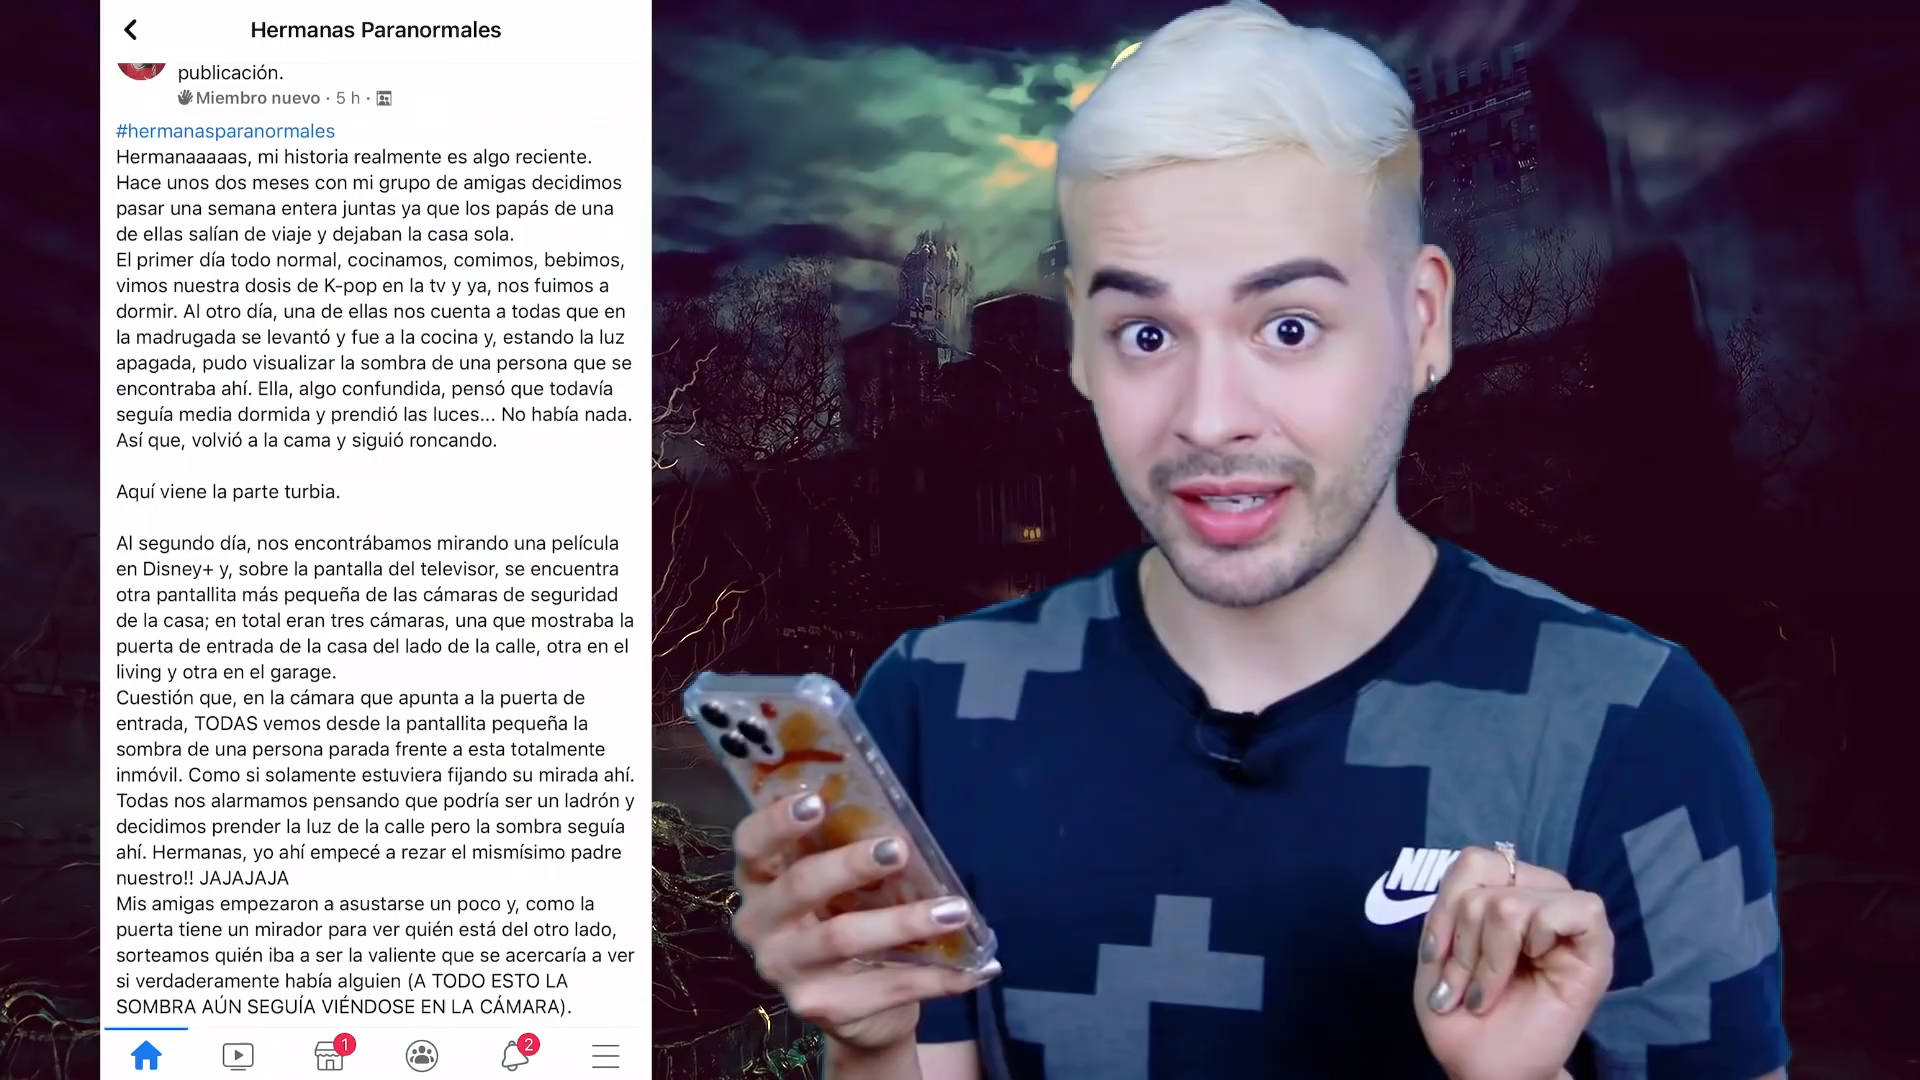 Hermanas Paranormales
publicación.
Miembro nuevo · 5 h ·
#hermanasparanormales
Hermanaaaaas, mi historia realmente es algo reciente.
Hace unos dos meses con mi grupo de amigas decidimos
pasar una semana entera juntas ya que los papás de una
de ellas salían de viaje y dejaban la casa sola.
El primer día todo normal, cocinamos, comimos, bebimos,
vimos nuestra dosis de K-pop en la tv y ya, nos fuimos a
dormir. Al otro día, una de ellas nos cuenta a todas que en
la madrugada se levantó y fue a la cocina y, estando la luz
apagada, pudo visualizar la sombra de una persona que se
encontraba ahí. Ella, algo confundida, pensó que todavía
seguía media dormida y prendió las luces... No había nada.
Así que, volvió a la cama y siguió roncando.
Aquí viene la parte turbia.
Al segundo día, nos encontrábamos mirando una película
en Disney+ y, sobre la pantalla del televisor, se encuentra
otra pantallita más pequeña de las cámaras de seguridad
de la casa; en total eran tres cámaras, una que mostraba la
puerta de entrada de la casa del lado de la calle, otra en el
living y otra en el garage.
Cuestión que, en la cámara que apunta a la puerta de
entrada, TODAS vemos desde la pantallita pequeña la
sombra de una persona parada frente a esta totalmente
inmóvil. Como si solamente estuviera fijando su mirada ahí.
Todas nos alarmamos pensando que podría ser un ladrón y
decidimos prender la luz de la calle pero la sombra seguía
ahí. Hermanas, yo ahí empecé a rezar el mismísimo padre
nuestro!! JAJAJAJA
Mis amigas empezaron a asustarse un poco y, como la
puerta tiene un mirador para ver quién está del otro lado,
sorteamos quién iba a ser la valiente que se acercaría a ver
si verdaderamente había alguien (A TODO ESTO LA
SOMBRA AÚN SEGUÍA VIÉNDOSE EN LA CÁMARA).
1
2